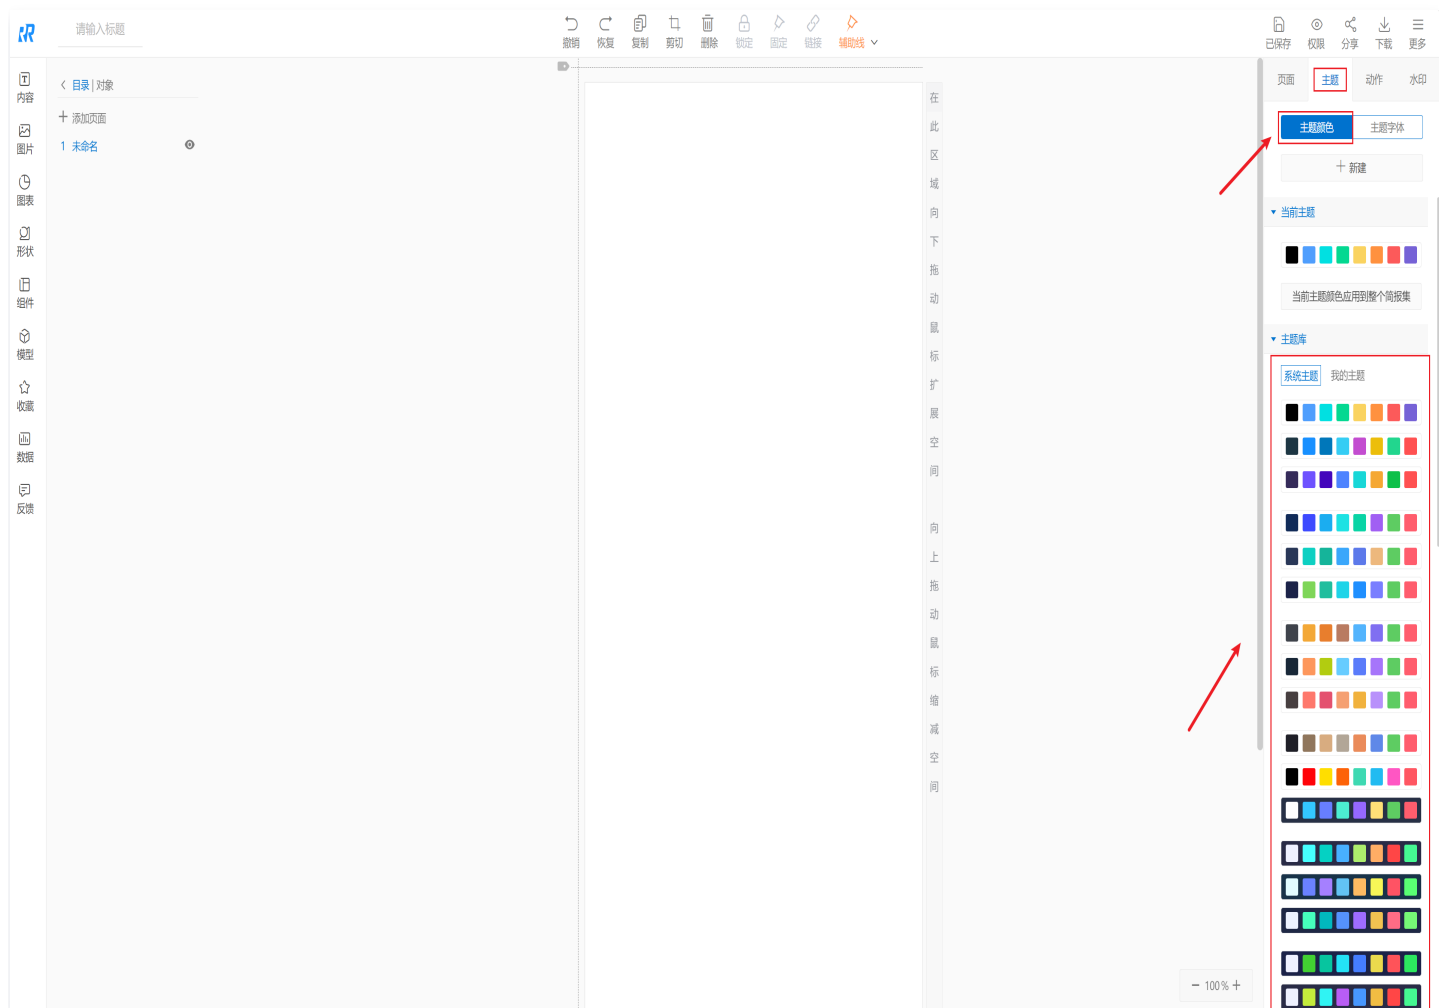 RR
请输入标题
撤销
恢复
复制
剪切
删除
锁定
固定
链接
辅助线
已保存
权限
分享
下载
更多
内容
图片
图表
形状
组件
模型
收藏
数据
反馈
目录 | 对象
添加页面
1 未命名
在
此
区
域
向
下
拖
动
鼠
标
扩
展
空
间
向
上
拖
动
鼠
标
缩
减
空
间
页面
主题
动作
水印
主题颜色
主题字体
新建
当前主题
当前主题颜色应用到整个简报集
主题库
系统主题
我的主题
100%